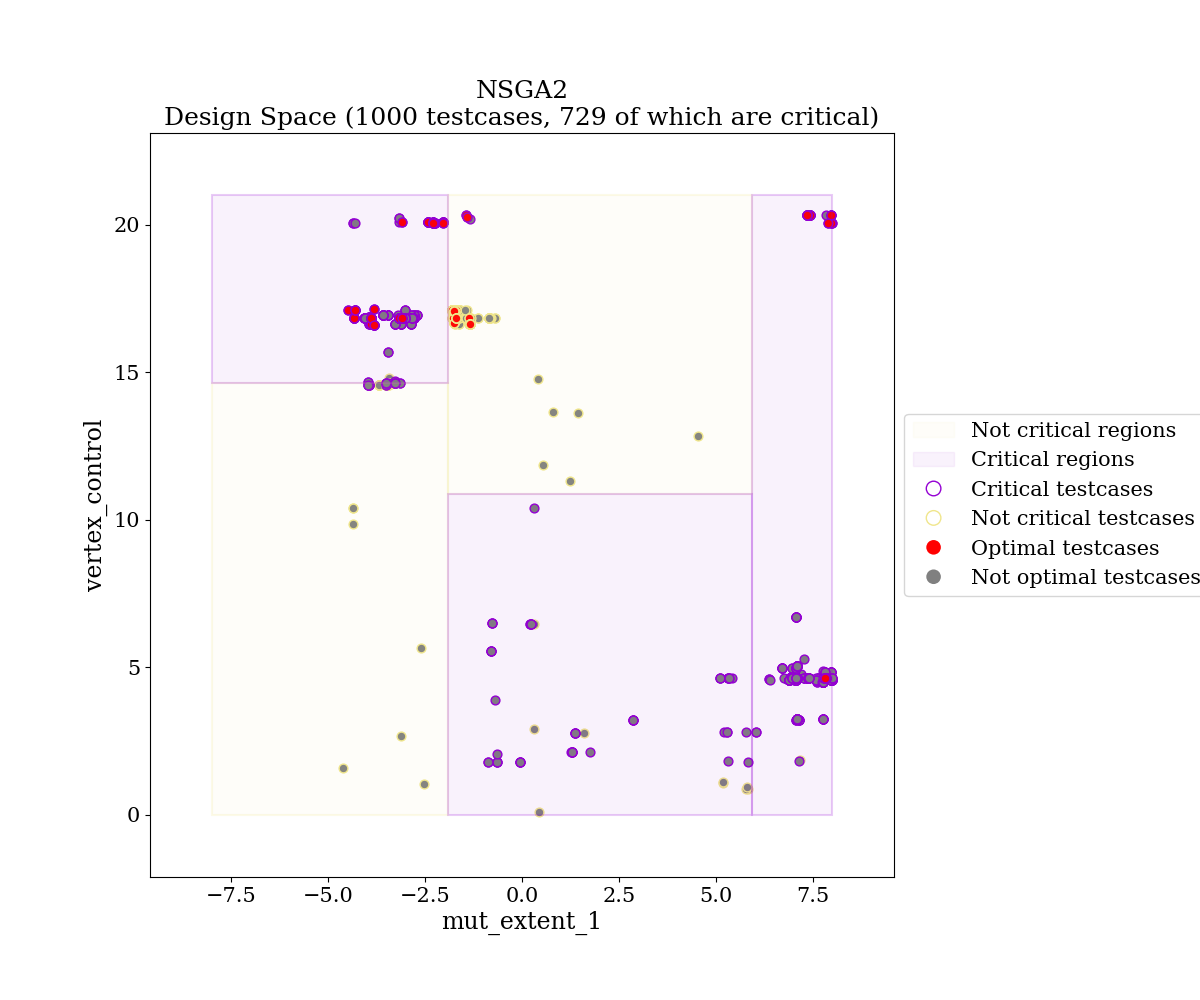 NSGA2
Design Space (1000 testcases, 729 of which are critical)
vertex_control
20
15
10
5
0
−7.5
−5.0
−2.5
0.0
2.5
5.0
7.5
mut_extent_1
Not critical regions
Critical regions
Critical testcases
Not critical testcases
Optimal testcases
Not optimal testcases